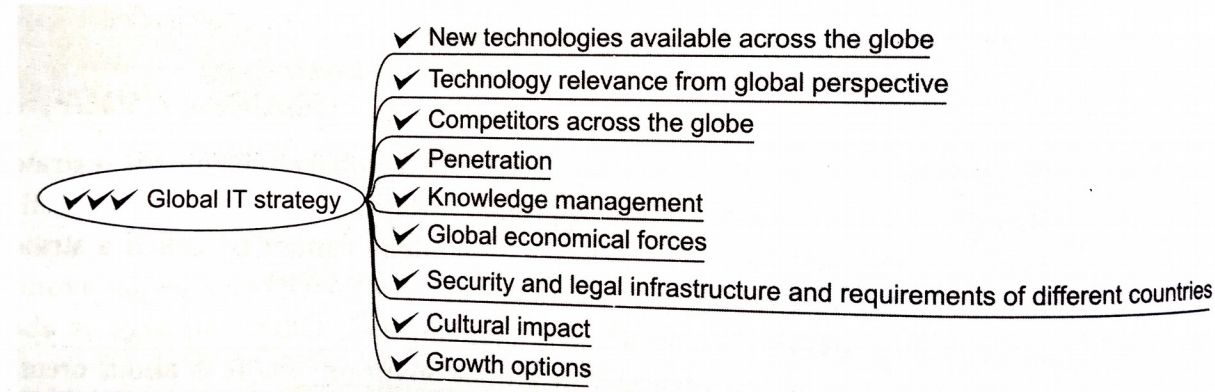 New technologies available across the globe
Technology relevance from global perspective
Competitors across the globe
Penetration
Global IT strategy
Knowledge management
Global economical forces
Security and legal infrastructure and requirements of different countries
Cultural impact
Growth options